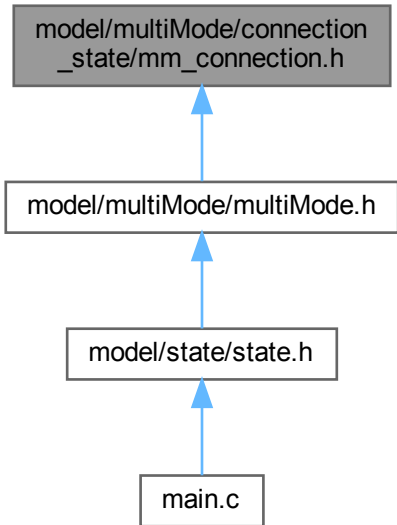 model/multiMode/connection
_state/mm_connection.h
model/multiMode/multiMode.h
model/state/state.h
main.c